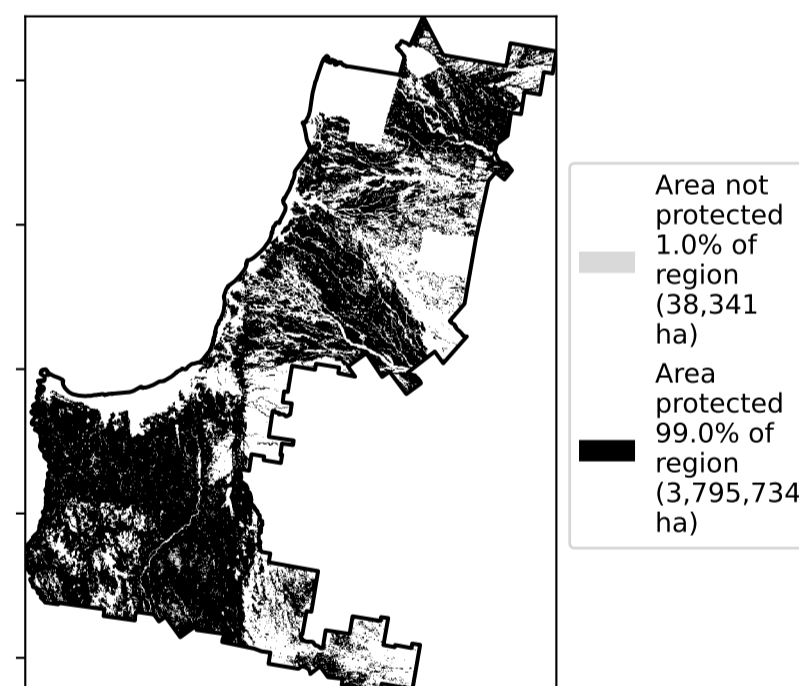 Area not
protected
1.0% of
region
(38,341
ha)
Area
protected
99.0% of
region
(3,795,734
ha)